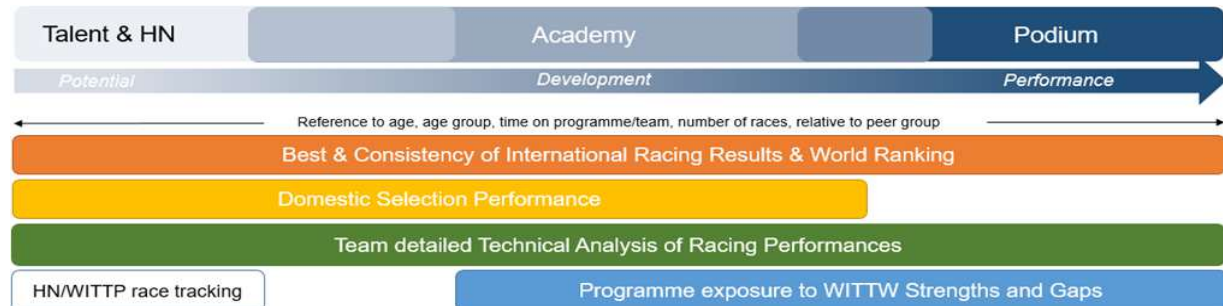 Talent & HN
Academy
Podium
Potential
Development
Performance
Reference to age, age group, time on programme/team, number of races, relative to peer group
Best & Consistency of International Racing Results & World Ranking
Domestic Selection Performance
Team detailed Technical Analysis of Racing Performances
HN/WITTP race tracking
Programme exposure to WITTW Strengths and Gaps